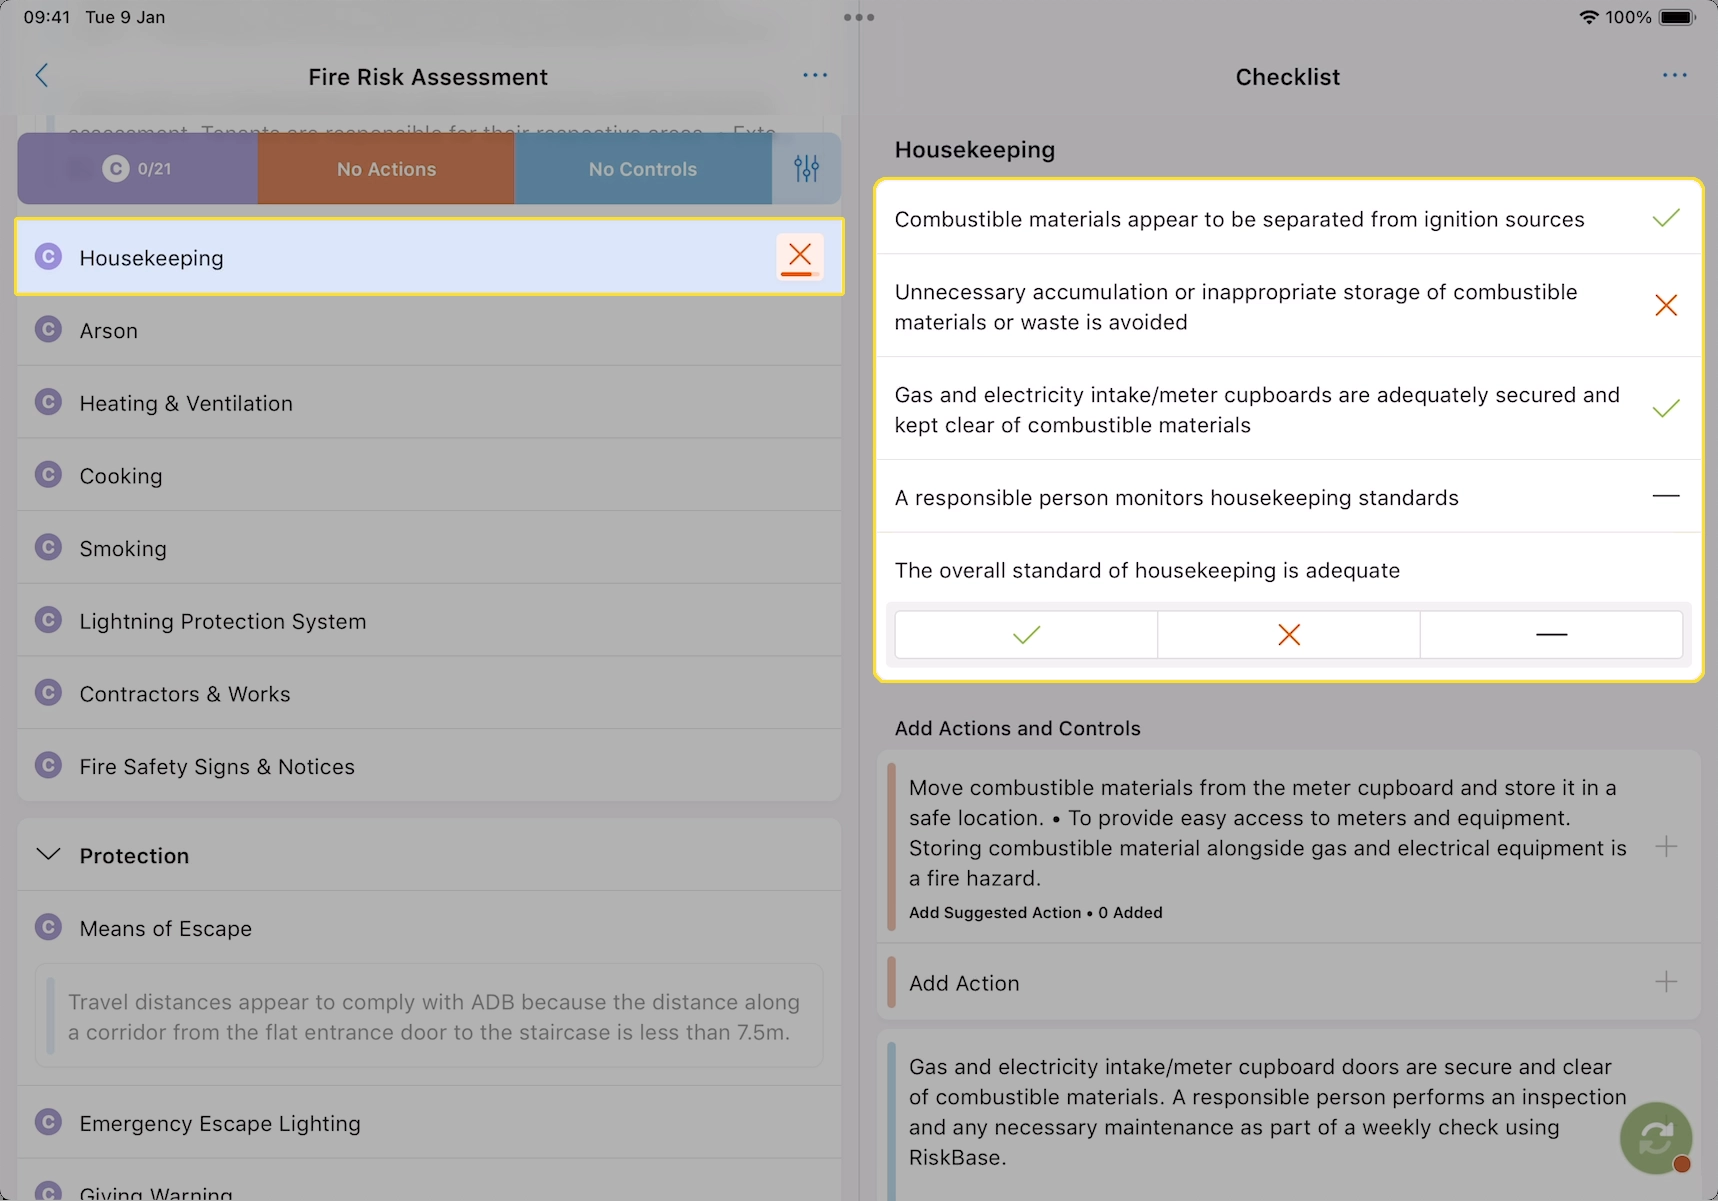 09:41 Tue 9 Jan
100%
Fire Risk Assessment
assessment. Tenants are responsible for their respective areas. • Exte
C 0/21
No Actions
No Controls
C Housekeeping
C Arson
C Heating & Ventilation
C Cooking
C Smoking
C Lightning Protection System
C Contractors & Works
C Fire Safety Signs & Notices
Protection
C Means of Escape
Travel distances appear to comply with ADB because the distance along
a corridor from the flat entrance door to the staircase is less than 7.5m.
C Emergency Escape Lighting
C Giving Warning
Checklist
Housekeeping
Combustible materials appear to be separated from ignition sources
Unnecessary accumulation or inappropriate storage of combustible
materials or waste is avoided
Gas and electricity intake/meter cupboards are adequately secured and
kept clear of combustible materials
A responsible person monitors housekeeping standards
The overall standard of housekeeping is adequate
Add Actions and Controls
Move combustible materials from the meter cupboard and store it in a
safe location. • To provide easy access to meters and equipment.
Storing combustible material alongside gas and electrical equipment is
a fire hazard.
Add Suggested Action • 0 Added
Add Action
Gas and electricity intake/meter cupboard doors are secure and clear
of combustible materials. A responsible person performs an inspection
and any necessary maintenance as part of a weekly check using
RiskBase.